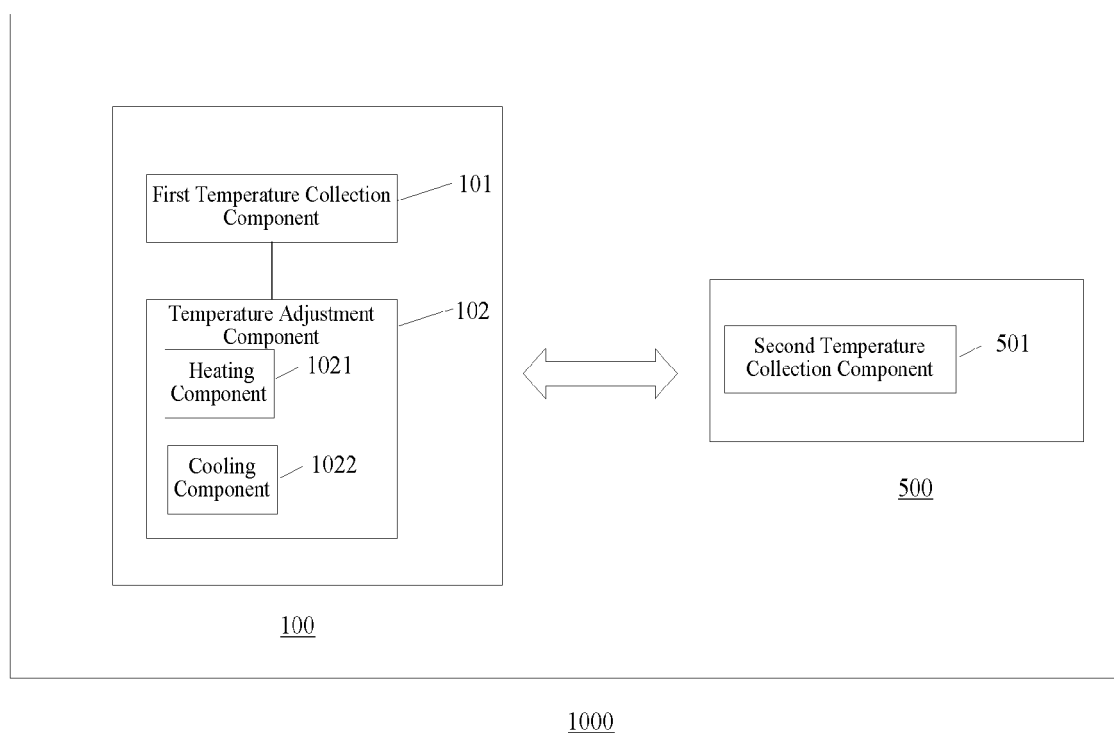 First Temperature Collection
Component
101
Temperature Adjustment
Component
102
Heating
Component
1021
Cooling
Component
1022
100
Second Temperature
Collection Component
501
500
1000